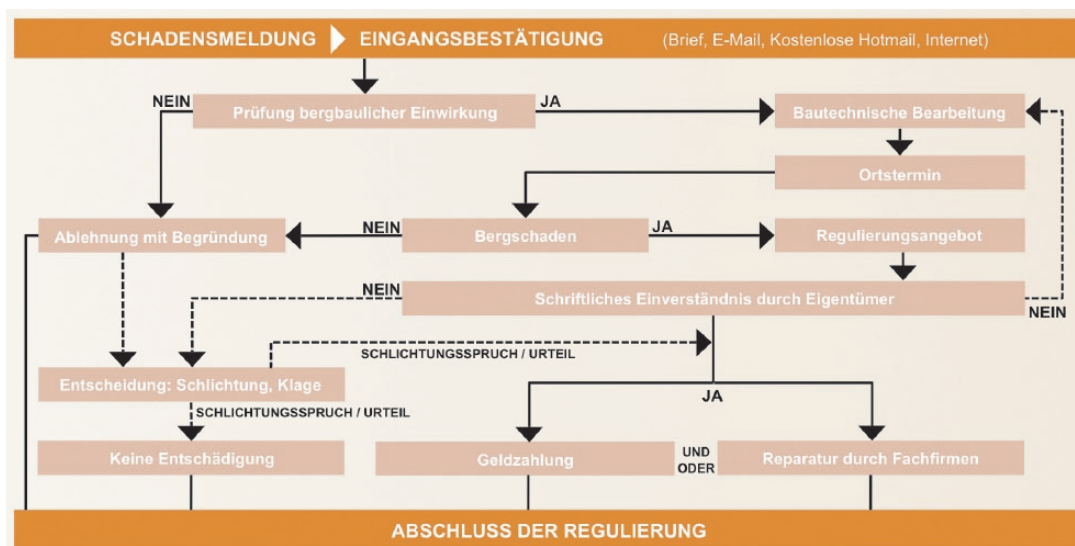 SCHADENSMELDUNG EINGANGSBESTÄTIGUNG (Brief, E-Mail, Kostenlose Hotmail, Internet)
NEIN Prüfung bergbaulicher Einwirkung JA Bautechnische Bearbeitung
Ortstermin
Ablehnung mit Begründung NEIN Bergschaden JA Regulierungsangebot
NEIN Schriftliches Einverständnis durch Eigentümer NEIN
SCHLICHTUNGSSPRUCH / URTEIL
Entscheidung: Schlichtung, Klage
JA
SCHLICHTUNGSSPRUCH / URTEIL
Keine Entschädigung Geldzahlung UND ODER Reparatur durch Fachfirmen
ABSCHLUSS DER REGULIERUNG